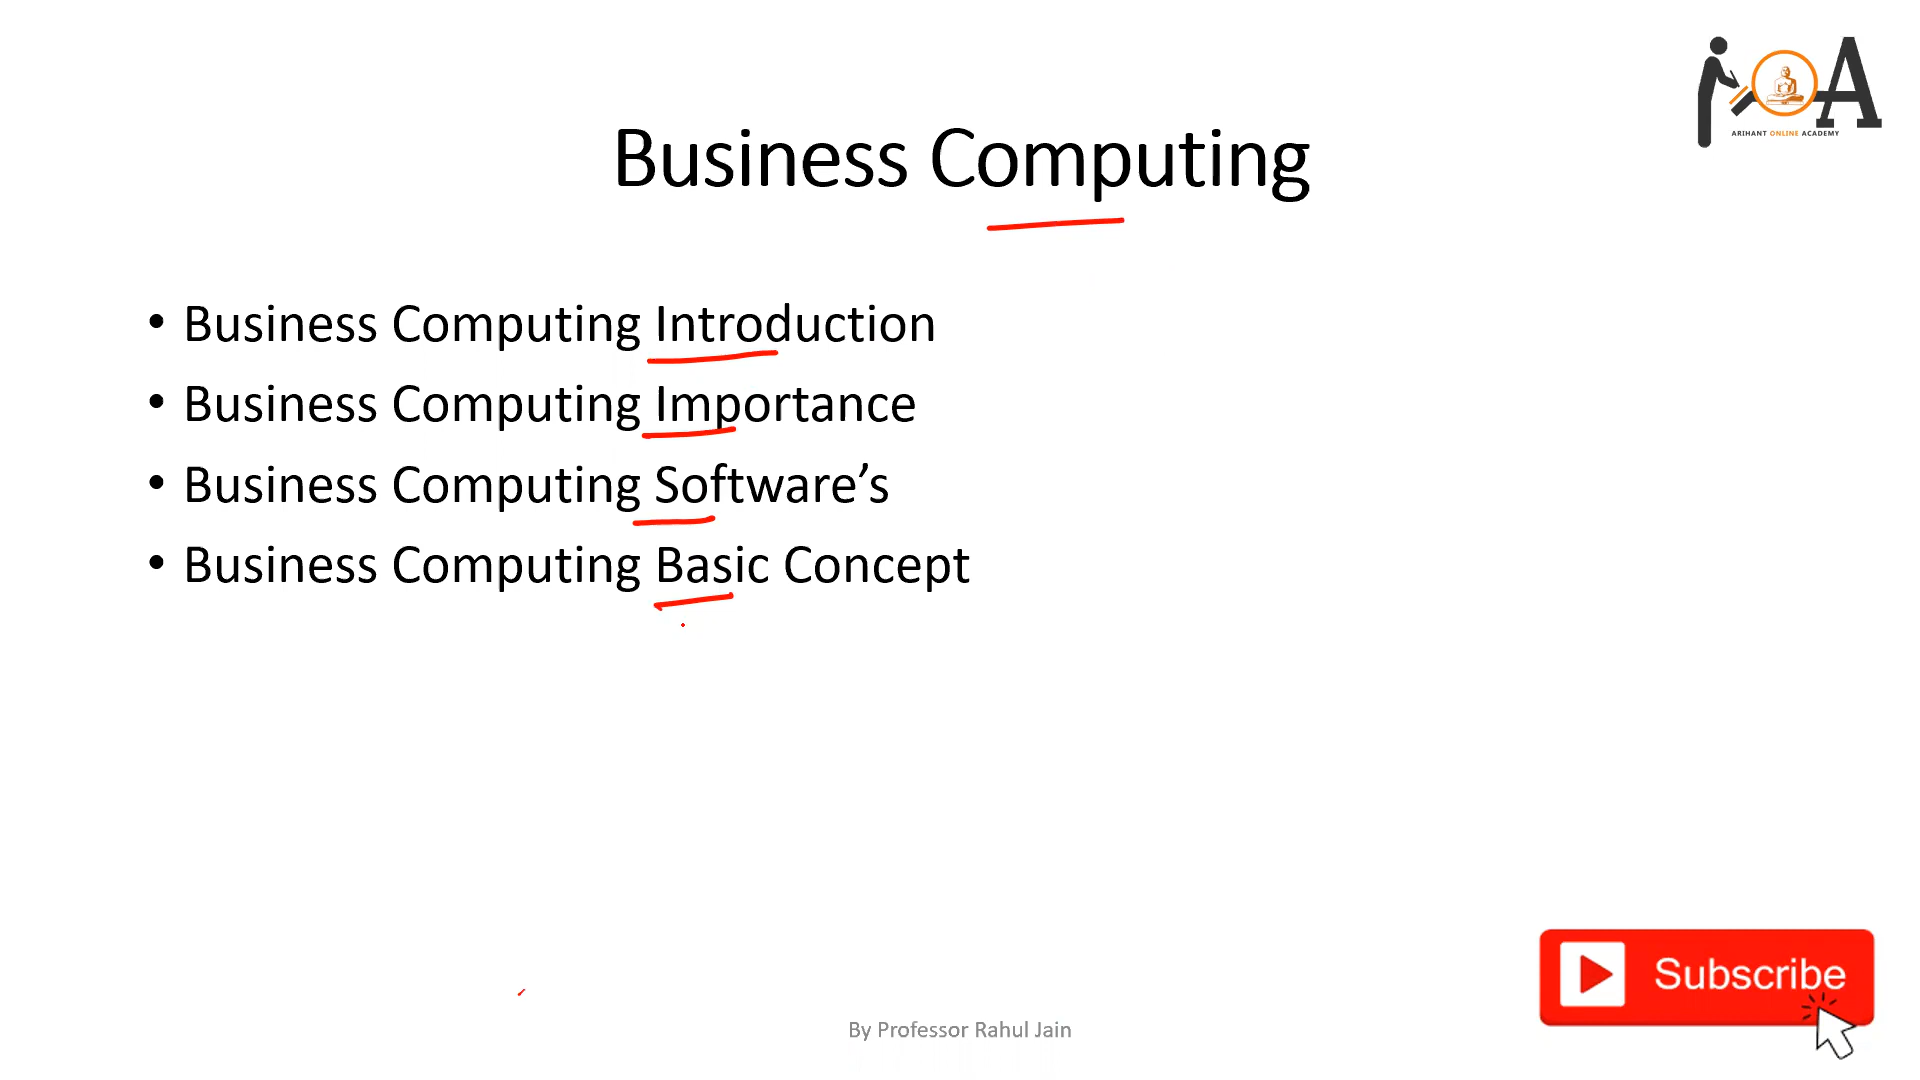 ARIHANT ONLINE ACADEMY
Business Computing
• Business Computing Introduction
• Business Computing Importance
• Business Computing Software’s
• Business Computing Basic Concept
Subscribe
By Professor Rahul Jain